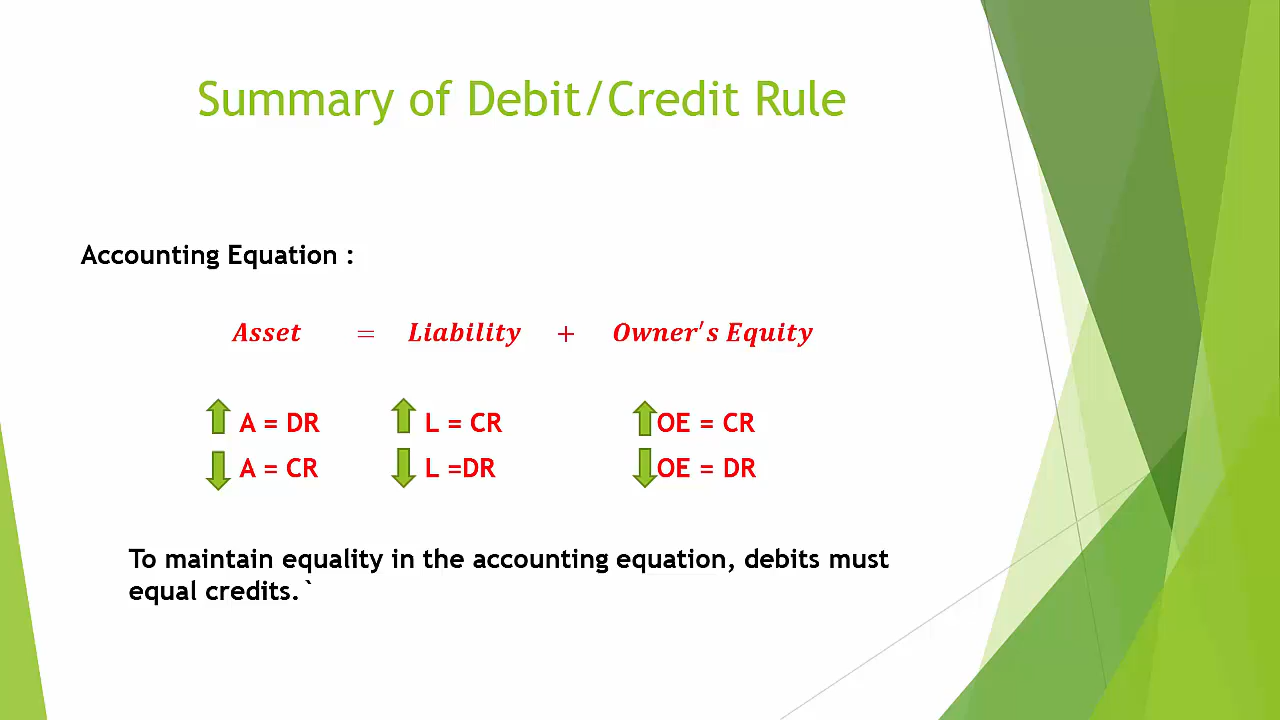 Summary of Debit/Credit Rule
Accounting Equation :
Asset = Liability + Owner's Equity
A = DR L = CR OE = CR
A = CR L =DR OE = DR
To maintain equality in the accounting equation, debits must
equal credits.`